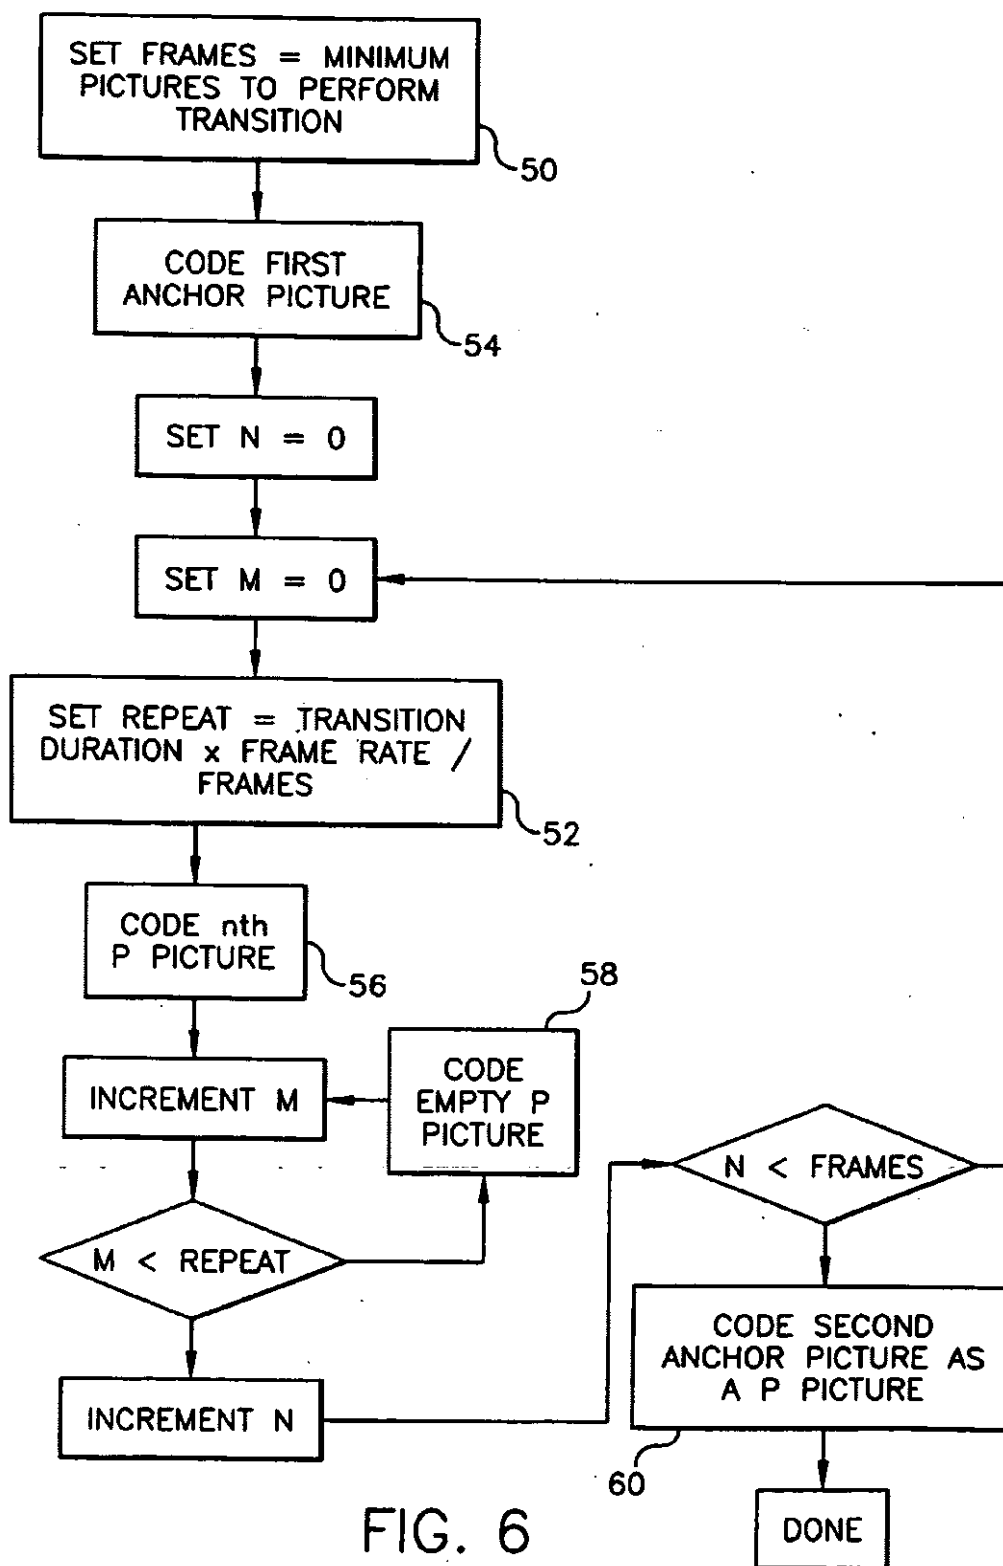 SET FRAMES = MINIMUM
PICTURES TO PERFORM
TRANSITION
50
CODE FIRST
ANCHOR PICTURE
54
SET N = 0
SET M = 0
SET REPEAT = TRANSITION
DURATION x FRAME RATE /
FRAMES
52
CODE nth
P PICTURE
56
58
CODE
EMPTY P
PICTURE
INCREMENT M
M < REPEAT
INCREMENT N
N < FRAMES
CODE SECOND
ANCHOR PICTURE AS
A P PICTURE
60
DONE
FIG. 6